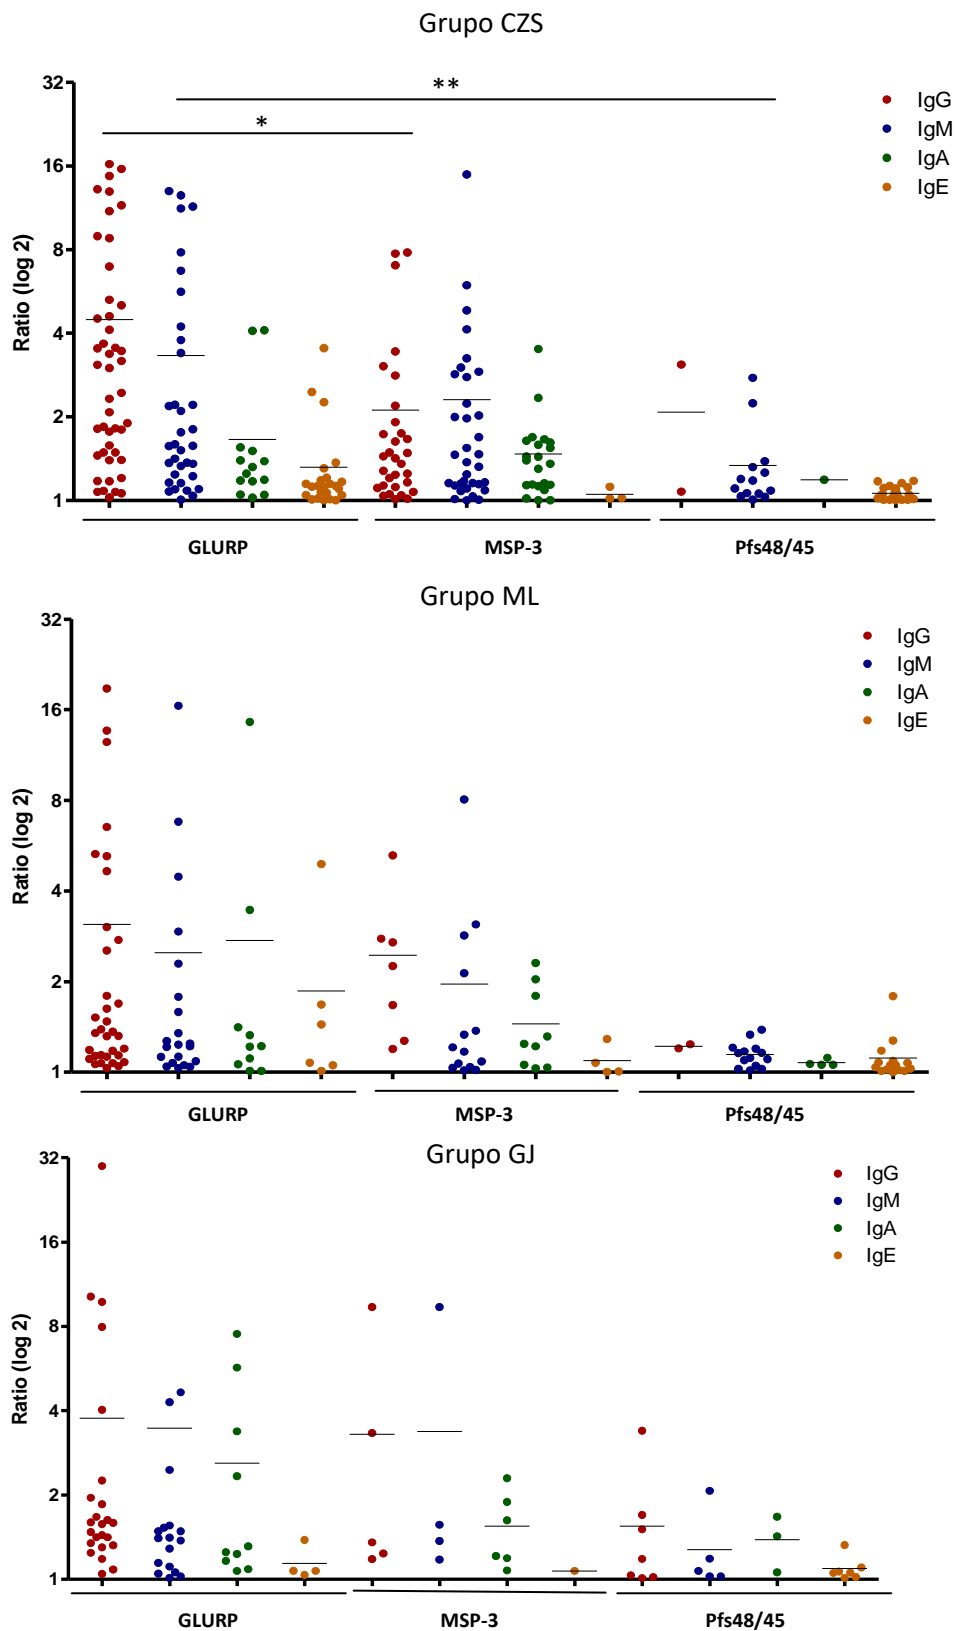 Grupo CZS
**
*
32
16
8
4
2
1
Ratio (log 2)
IgG
IgM
IgA
IgE
GLURP
MSP-3
Pfs48/45
Grupo ML
32
16
8
4
2
1
Ratio (log 2)
IgG
IgM
IgA
IgE
GLURP
MSP-3
Pfs48/45
Grupo GJ
32
16
8
4
2
1
Ratio (log 2)
IgG
IgM
IgA
IgE
GLURP
MSP-3
Pfs48/45